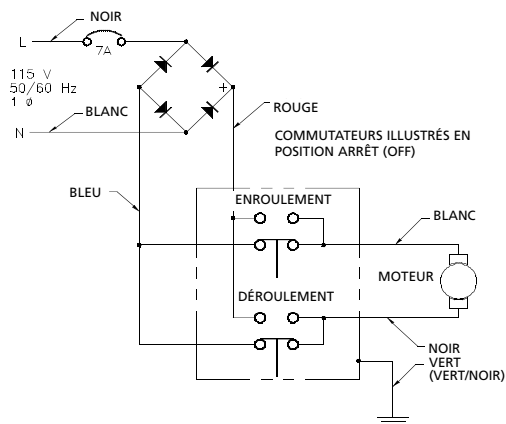 NOIR
L
7A
115 V
50/60 Hz
1 ø
+
BLANC
ROUGE
N
COMMUTATEURS ILLUSTRÉS EN
POSITION ARRÊT (OFF)
BLEU
ENROULEMENT
BLANC
MOTEUR
DÉROULEMENT
NOIR
VERT
(VERT/NOIR)